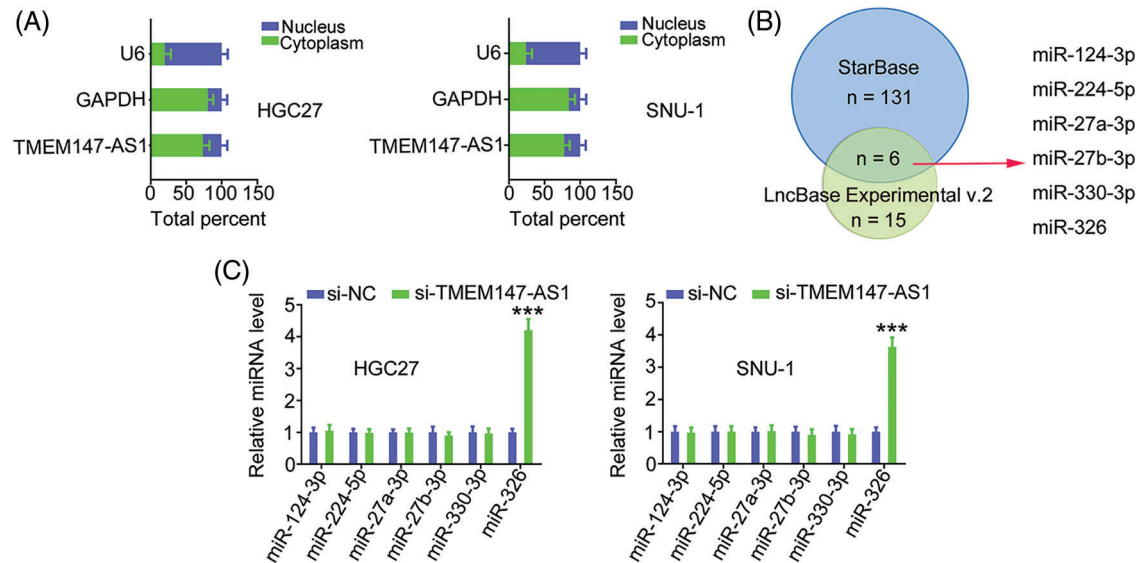 (A)
Nucleus
Cytoplasm
U6
GAPDH
TMEM147-AS1
HGC27
0 50 100 150
Total percent
Nucleus
Cytoplasm
U6
GAPDH
TMEM147-AS1
SNU-1
0 50 100 150
Total percent
(B)
StarBase
n = 131
n = 6
LncBase Experimental v.2
n = 15
miR-124-3p
miR-224-5p
miR-27a-3p
miR-27b-3p
miR-330-3p
miR-326
(C)
si-NC si-TMEM147-AS1
Relative miRNA level
5
4
3
2
1
0
HGC27
***
miR-124-3p
miR-224-5p
miR-27a-3p
miR-27b-3p
miR-330-3p
miR-326
si-NC si-TMEM147-AS1
Relative miRNA level
5
4
3
2
1
0
SNU-1
***
miR-124-3p
miR-224-5p
miR-27a-3p
miR-27b-3p
miR-330-3p
miR-326